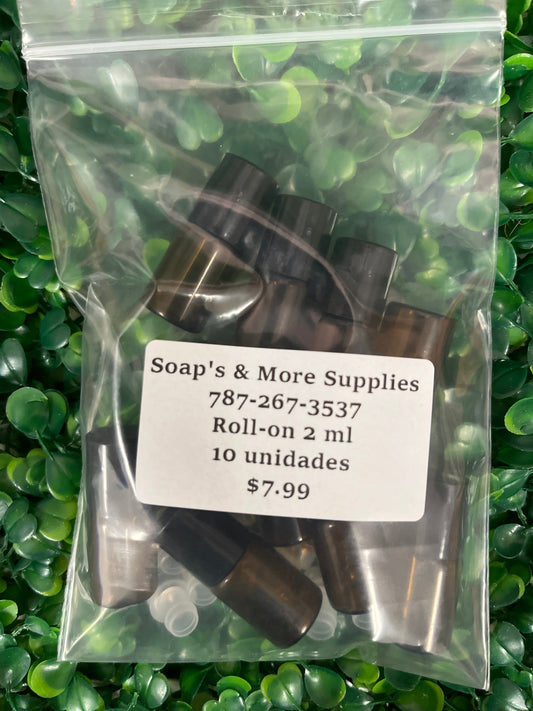 Soap's & More Supplies
787-267-3537
Roll-on 2 ml
10 unidades
$7.99